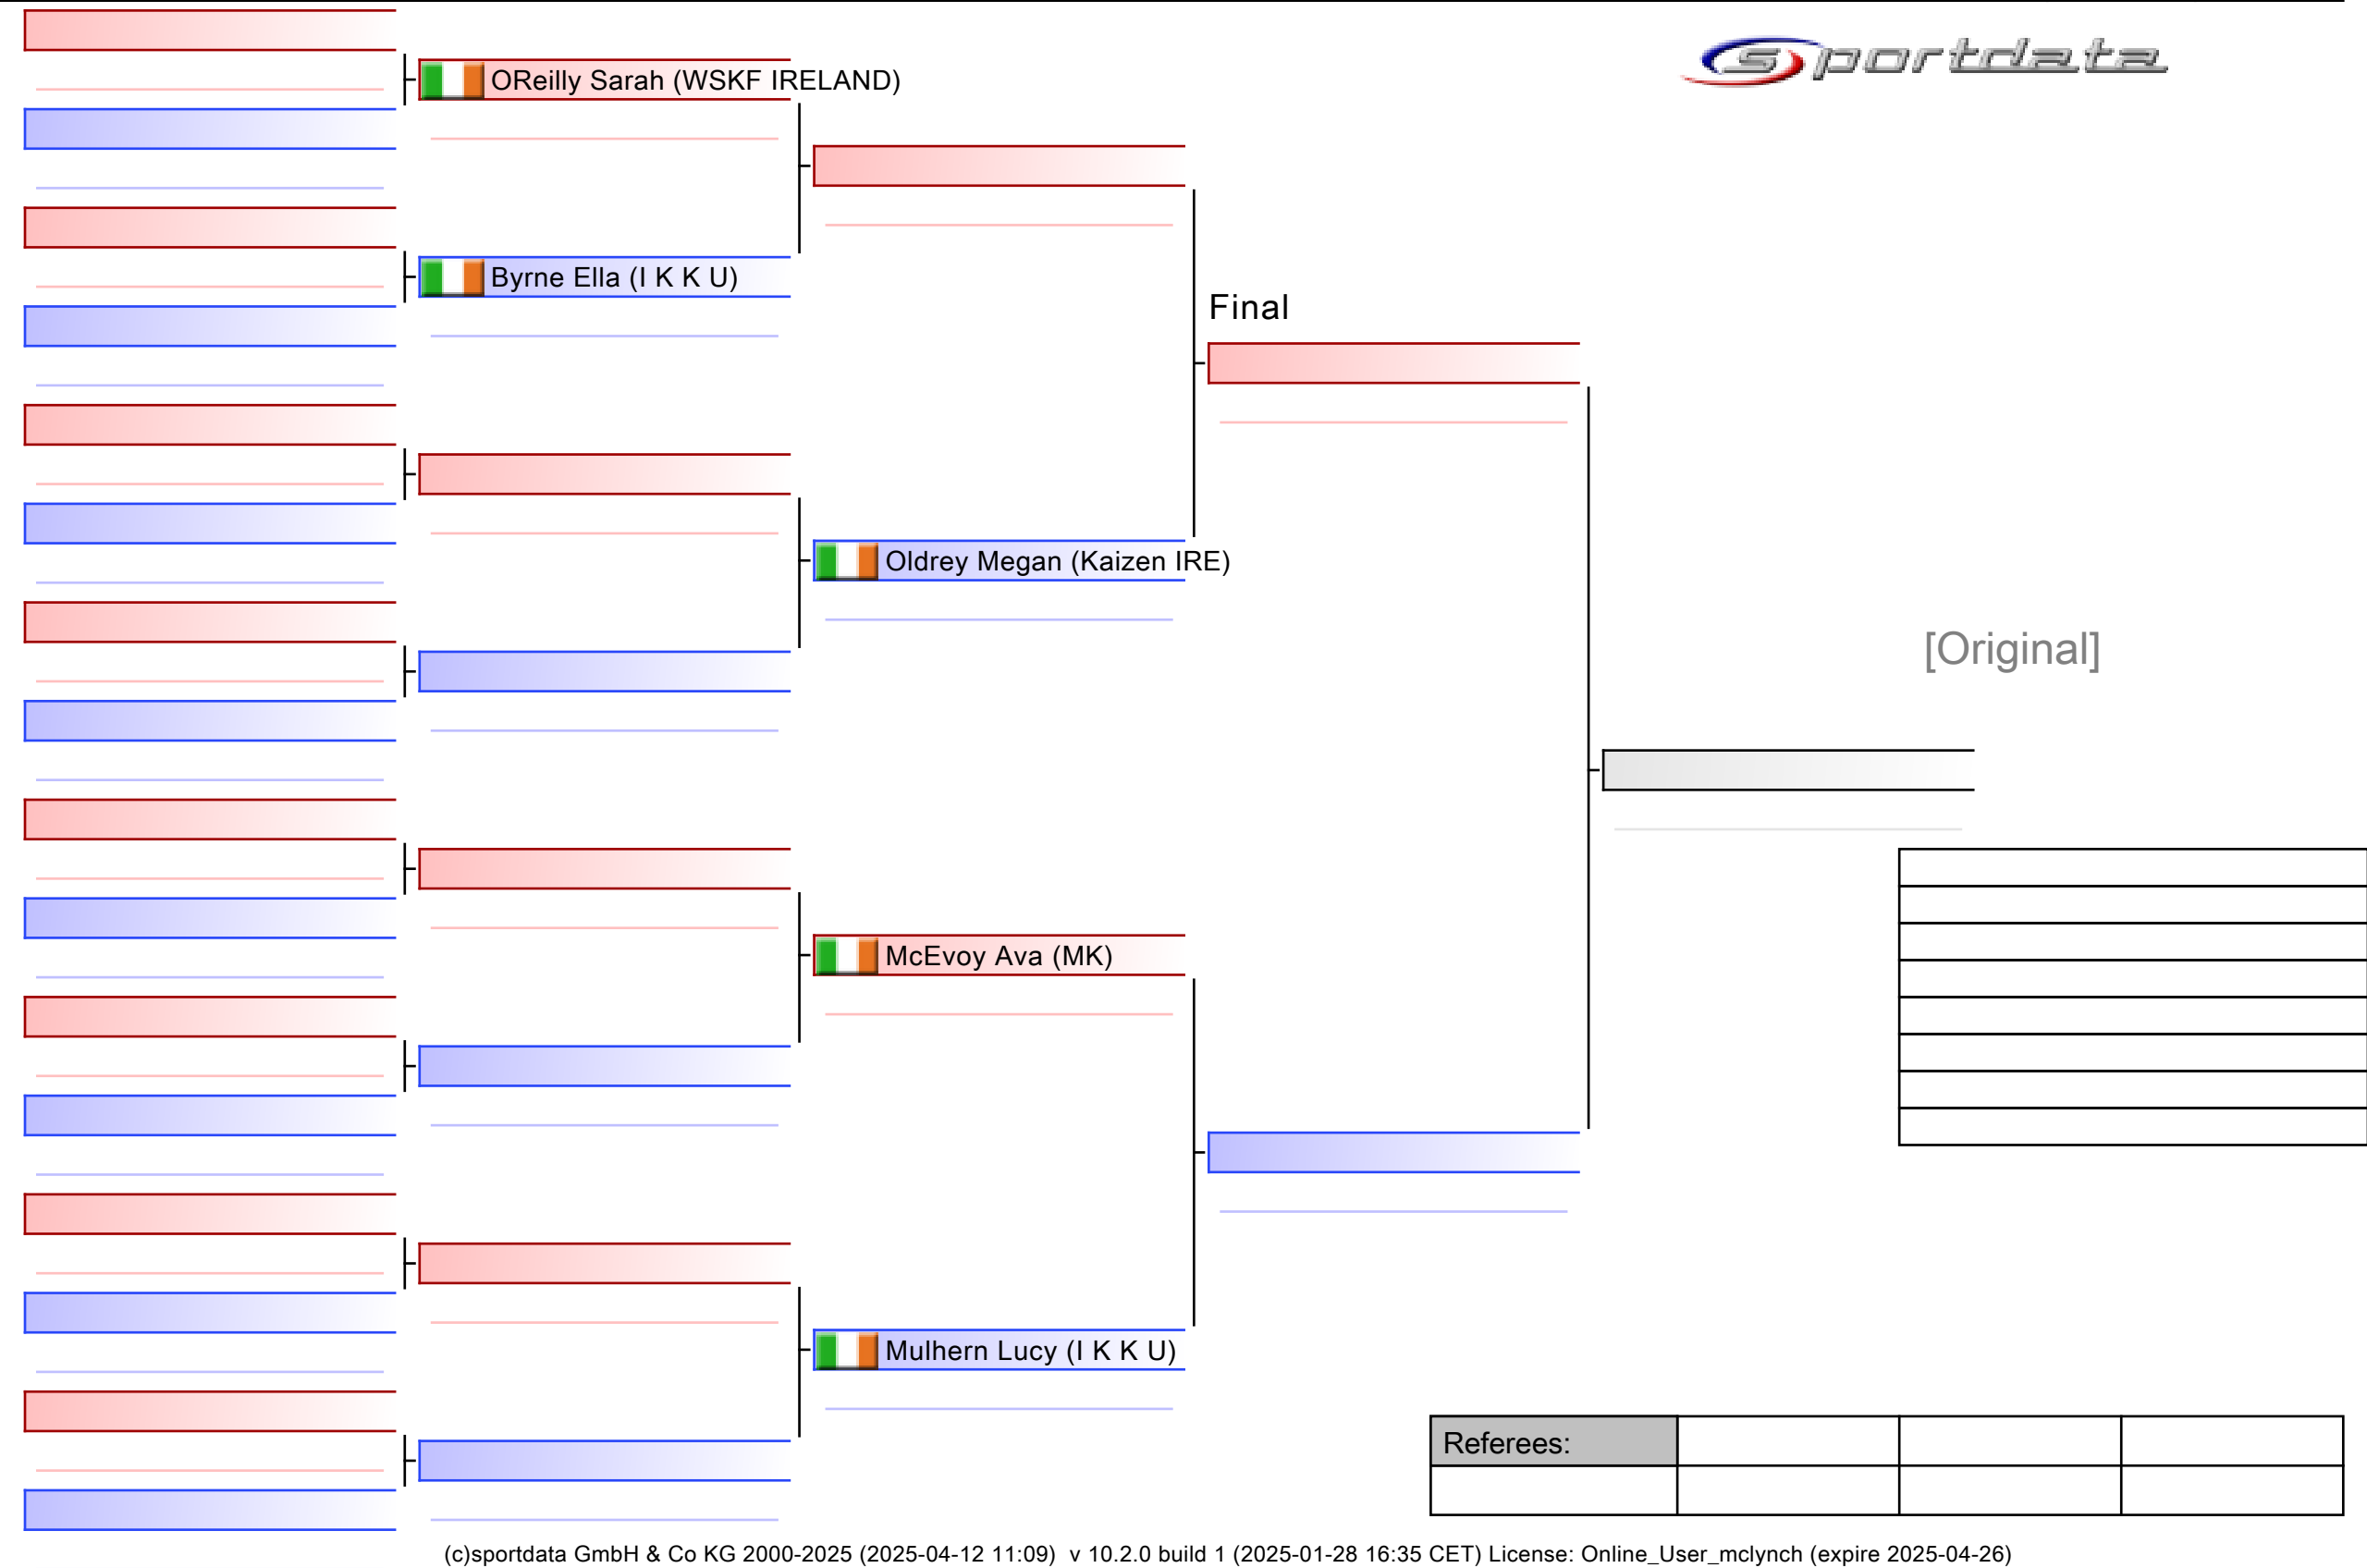 sportdata
OReilly Sarah (WSKF IRELAND)
Byrne Ella (I K K U)
Final
Oldrey Megan (Kaizen IRE)
[Original]
McEvoy Ava (MK)
Mulhern Lucy (I K K U)
Referees:
(c)sportdata GmbH & Co KG 2000-2025 (2025-04-12 11:09)  v 10.2.0 build 1 (2025-01-28 16:35 CET) License: Online_User_mclynch (expire 2025-04-26)